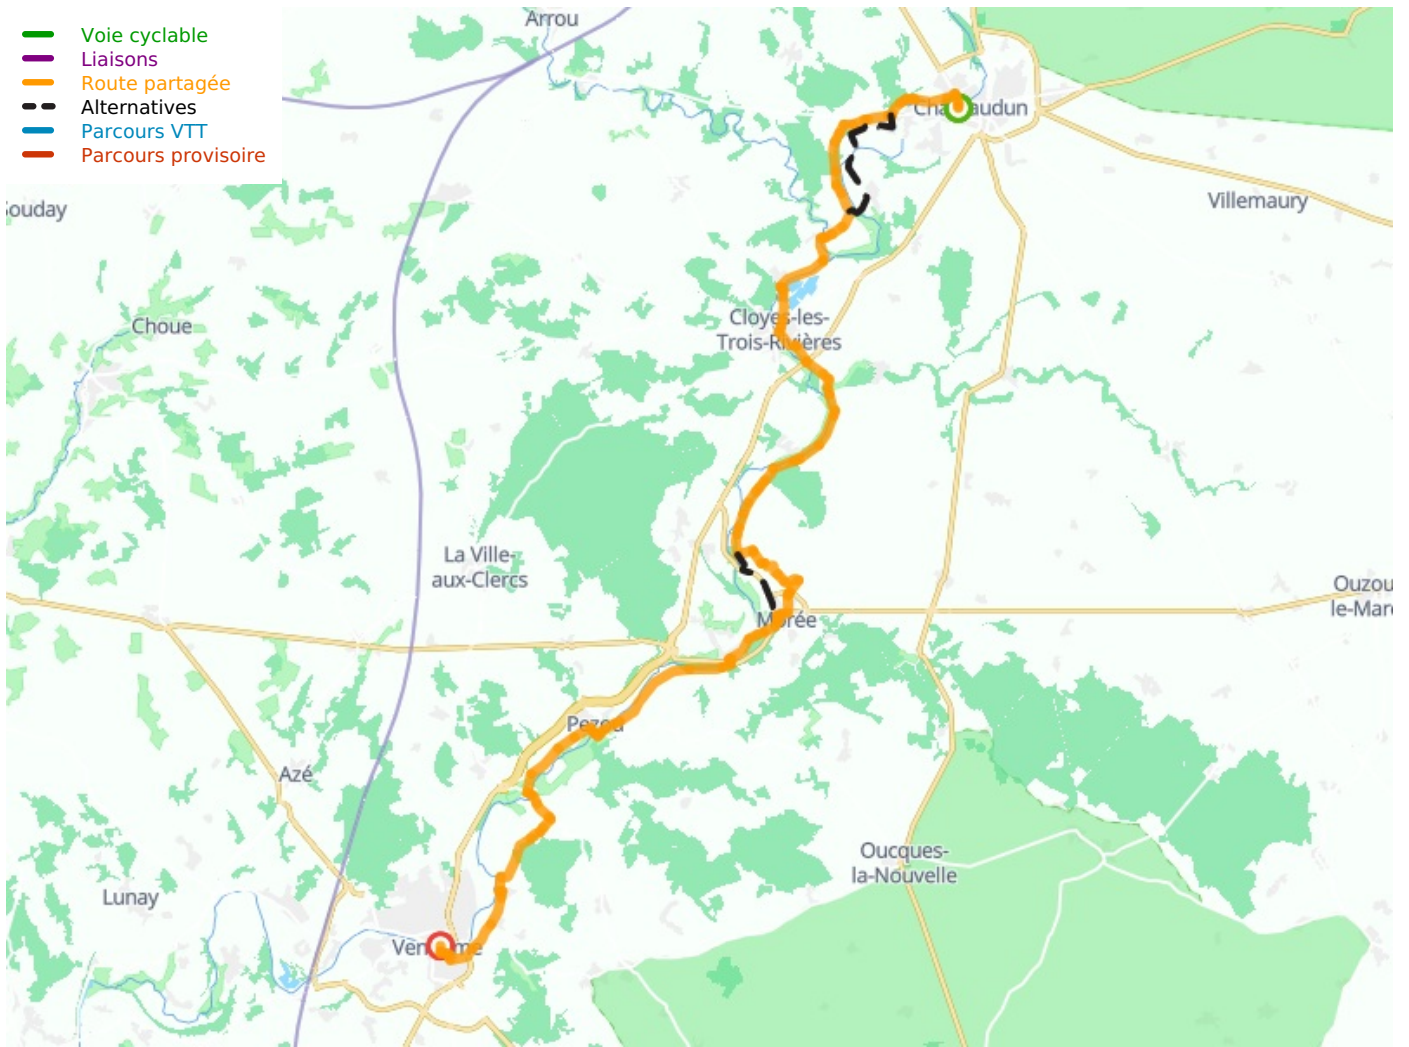 Voie cyclable
Liaisons
Route partagée
Alternatives
Parcours VTT
Parcours provisoire
Arrou
Villemaury
Choue
Cloyes-les-
Trois-Rivières
La Ville-
aux-Clercs
Ouzou
le-Mar
Morée
Pezou
Azé
Oucques-
la-Nouvelle
Lunay
ouday